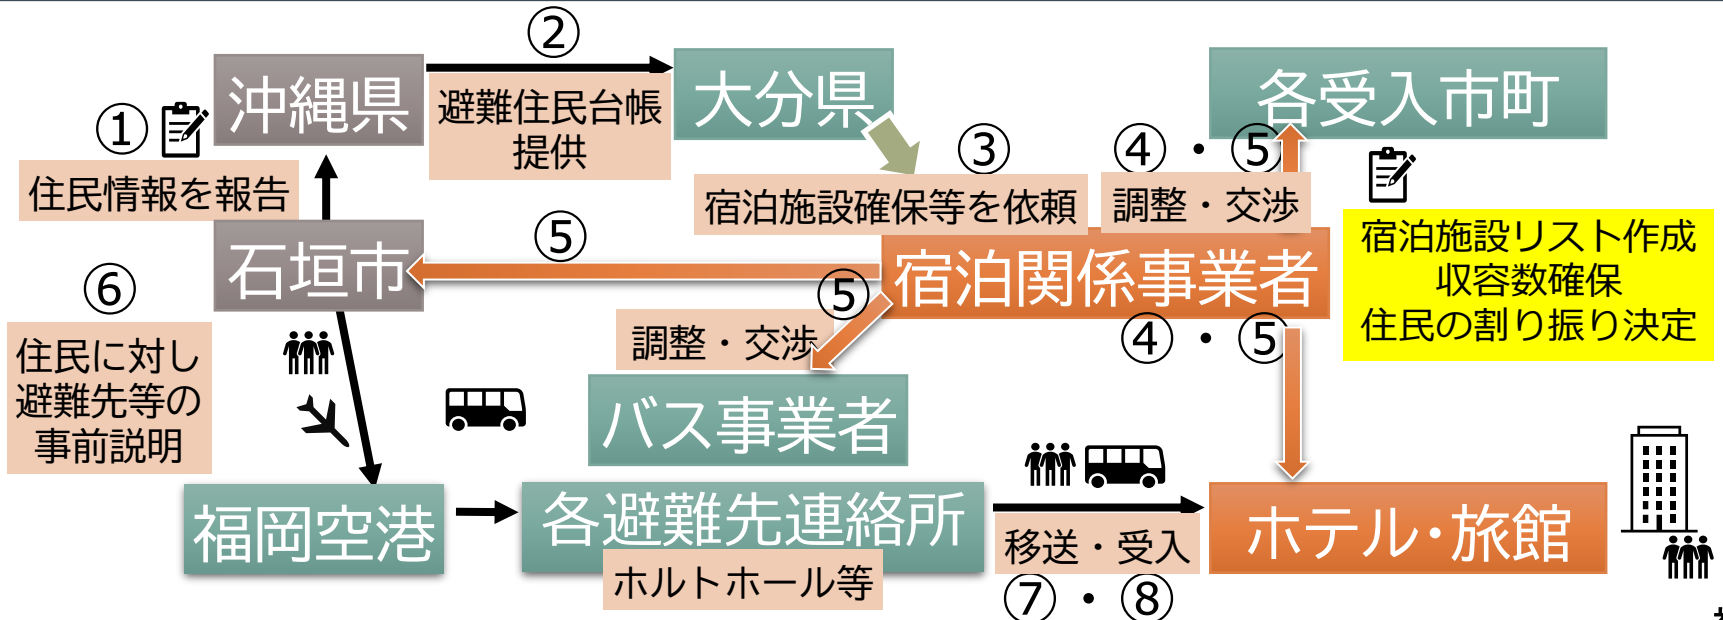 ②
沖縄県
大分県
各受入市町
避難住民台帳
提供
①
住民情報を報告
③
宿泊施設確保等を依頼
④・⑤
調整・交渉
宿泊施設リスト作成
収容数確保
住民の割り振り決定
石垣市
⑤
宿泊関係事業者
⑤
調整・交渉
④・⑤
⑥
住民に対し
避難先等の
事前説明
バス事業者
福岡空港
各避難先連絡所
ホルトホール等
移送・受入
⑦・⑧
ホテル・旅館